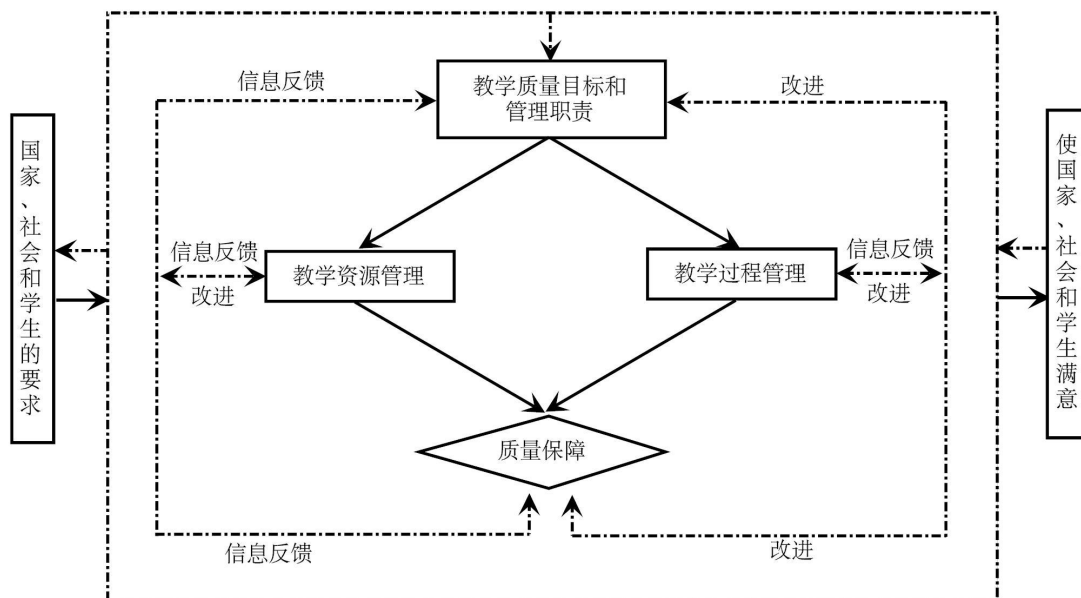 信息反馈
教学质量目标和
管理职责
改进
国家、社会和学生的要求
信息反馈
改进
教学资源管理
教学过程管理
信息反馈
改进
使国家、社会和学生满意
质量保障
信息反馈
改进